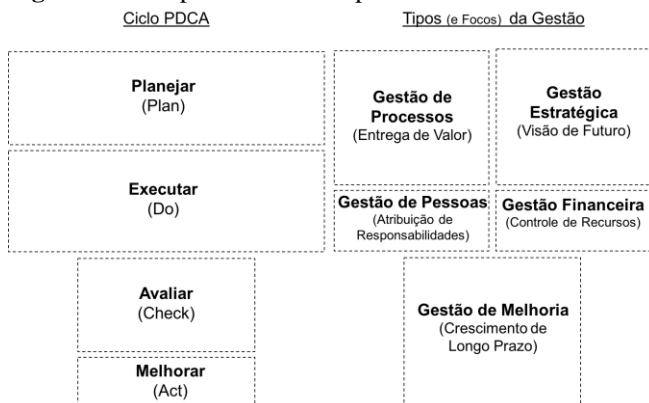 Ciclo PDCA
Tipos (e Focos) da Gestão
Planejar
(Plan)
Executar
(Do)
Avaliar
(Check)
Melhorar
(Act)
Gestão de
Processos
(Entrega de Valor)
Gestão
Estratégica
(Visão de Futuro)
Gestão de Pessoas
(Atribuição de
Responsabilidades)
Gestão Financeira
(Controle de Recursos)
Gestão de Melhoria
(Crescimento de
Longo Prazo)